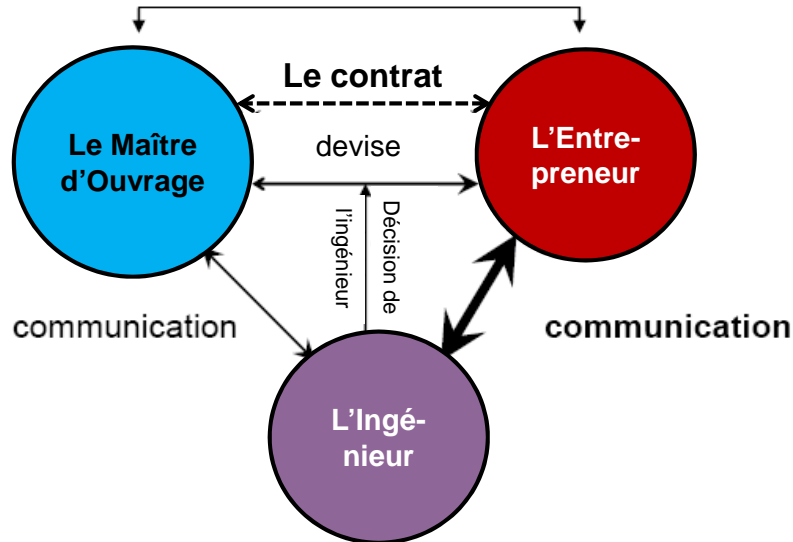 Le contrat
Le Maître
d'Ouvrage
devise
L'Entre-
preneur
Décision de
l'ingénieur
communication
communication
L'Ingé-
nieur